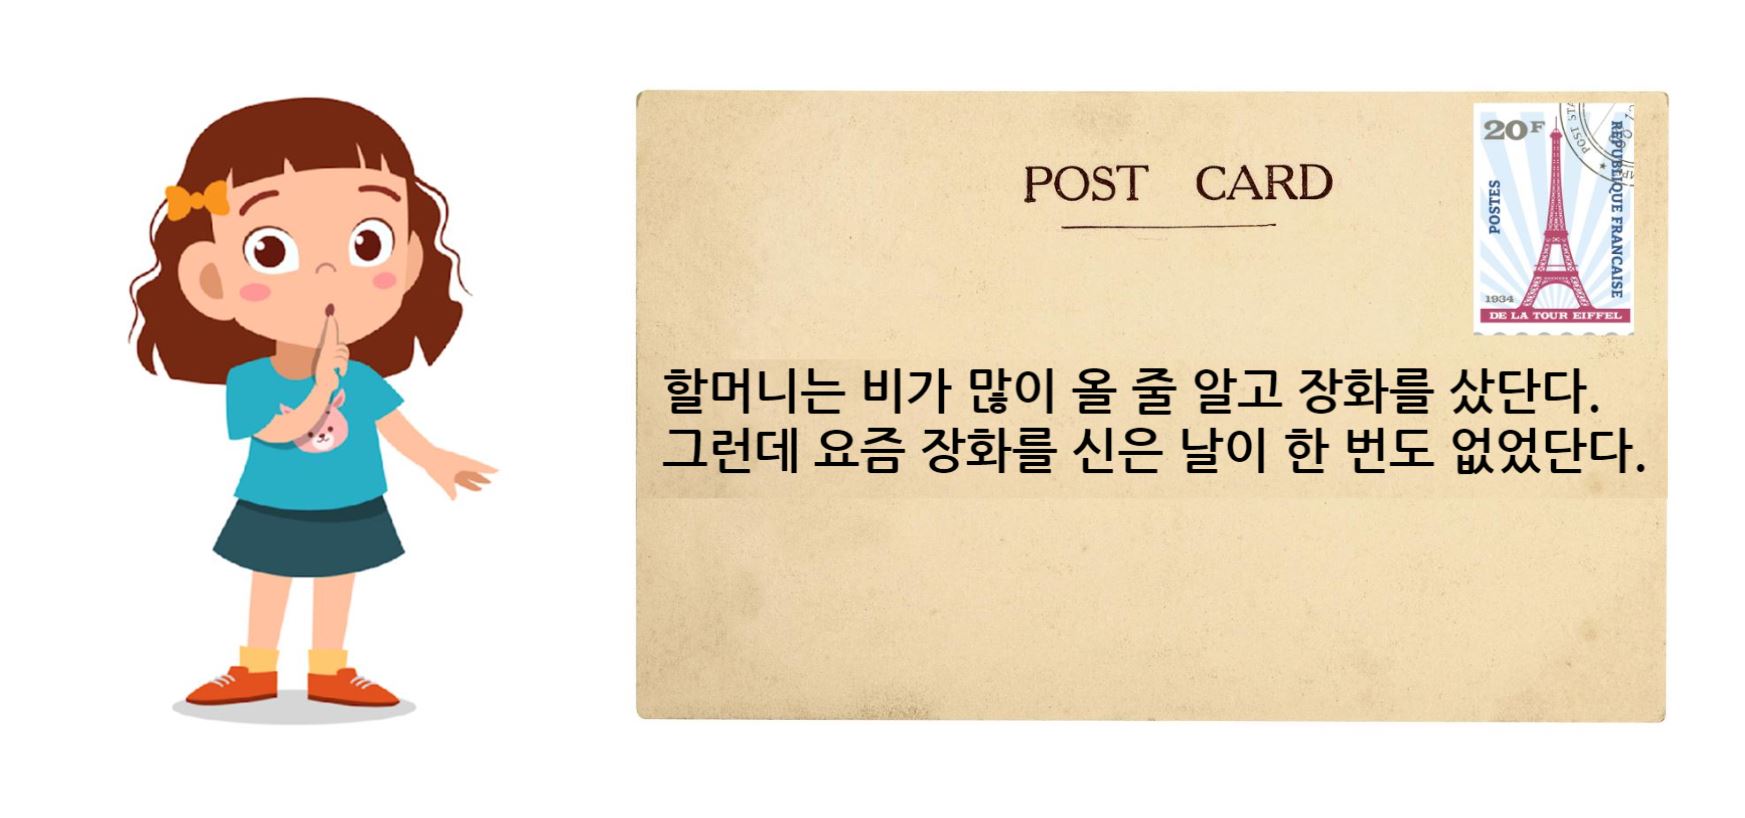 POST CARD
20F
POSTES
REPUBLIQUE FRANCAISE
1934
DE LA TOUR EIFFEL
할머니는 비가 많이 올 줄 알고 장화를 샀단다.
그런데 요즘 장화를 신은 날이 한 번도 없었단다.